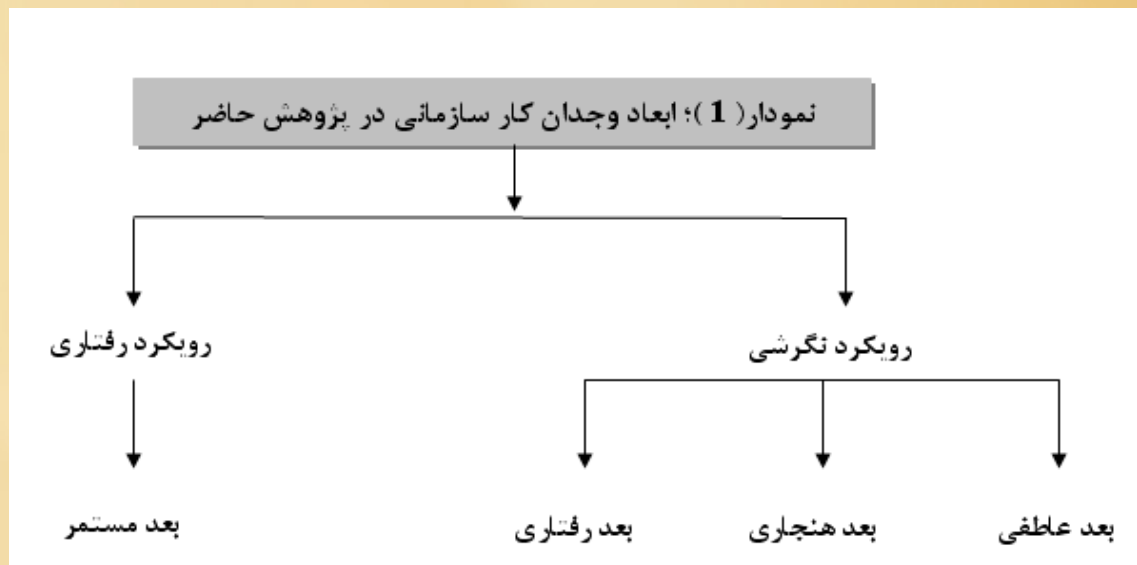 نمودار( 1 )؛ ابعاد وجدان کار سازمانی در پژوهش حاضر
رویکرد نگرشی
رویکرد رفتاری
بعد عاطفی
بعد هنجاری
بعد رفتاری
بعد مستمر